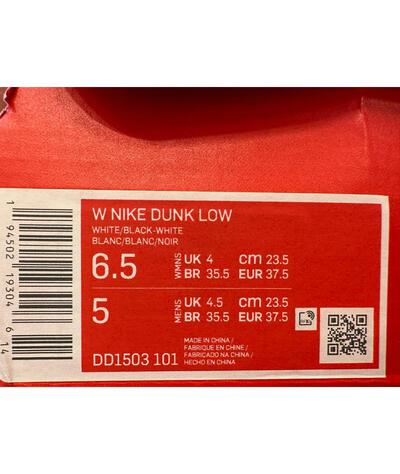 W NIKE DUNK LOW
WHITE/BLACK-WHITE
BLANC/BLANC/NOIR
6.5 WMNS UK 4 cm 23.5
BR 35.5 EUR 37.5
5 MENS UK 4.5 cm 23.5
BR 35.5 EUR 37.5
DD1503 101
MADE IN CHINA /
FABRIQUE EN CHINE /
FABRICADO NA CHINA /
HECHO EN CHINA
1 94502 19304 6 14